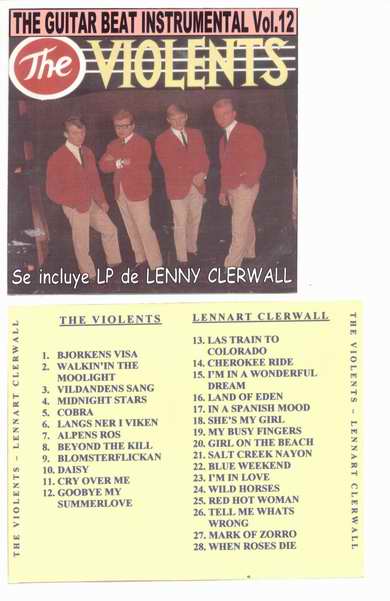 THE GUITAR BEAT INSTRUMENTAL Vol.12
The VIOLENTS
Se incluye LP de LENNY CLERWALL
THE VIOLENTS – LENNART CLERWALL
THE VIOLENTS
1. BJORKENS VISA
2. WALKIN'IN THE
MOOLIGHT
3. VILDANDENS SANG
4. MIDNIGHT STARS
5. COBRA
6. LANGS NER I VIKEN
7. ALPENS ROS
8. BEYOND THE KILL
9. BLOMSTERFLICKAN
10. DAISY
11. CRY OVER ME
12. GOOBYE MY
SUMMERLOVE
LENNART CLERWALL
13. LAS TRAIN TO
COLORADO
14. CHEROKEE RIDE
15. I'M IN A WONDERFUL
DREAM
16. LAND OF EDEN
17. IN A SPANISH MOOD
18. SHE'S MY GIRL
19. MY BUSY FINGERS
20. GIRL ON THE BEACH
21. SALT CREEK NAYON
22. BLUE WEEKEND
23. I'M IN LOVE
24. WILD HORSES
25. RED HOT WOMAN
26. TELL ME WHATS
WRONG
27. MARK OF ZORRO
28. WHEN ROSES DIE
THE VIOLENTS – LENNART CLERWALL